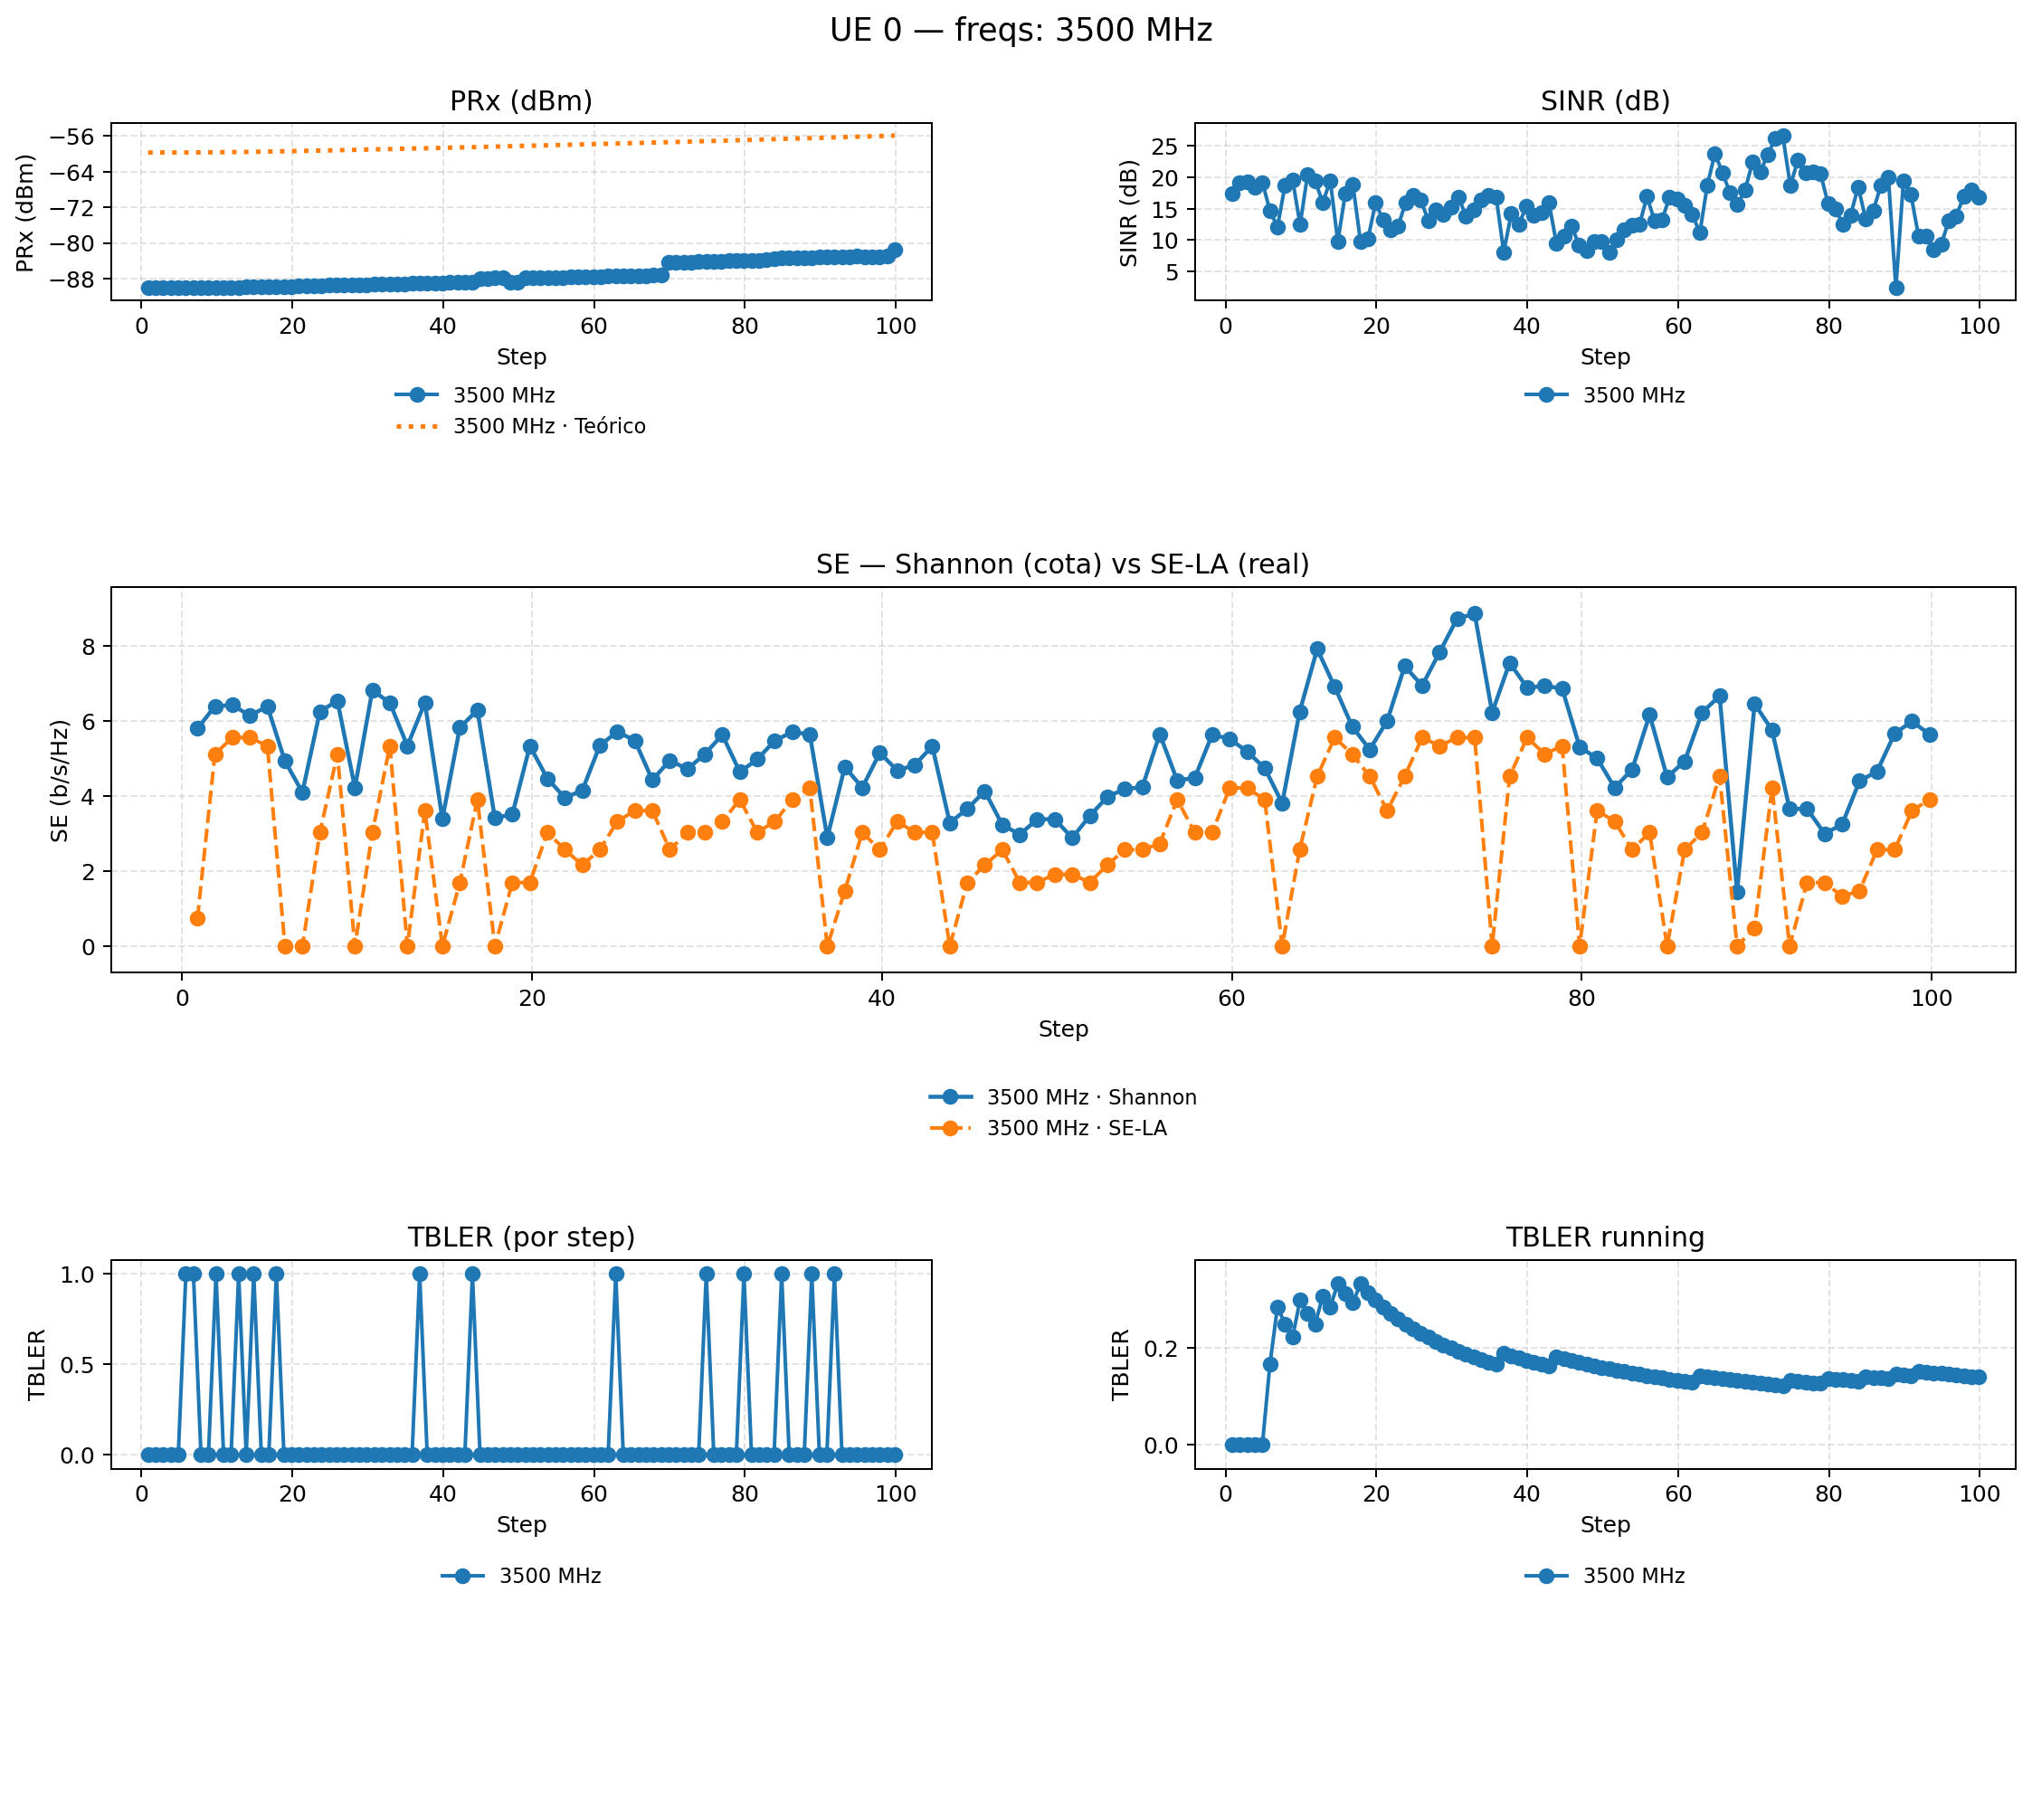 UE 0 — freqs: 3500 MHz
PRx (dBm)
PRx (dBm)
−56
−64
−72
−80
−88
0 20 40 60 80 100
Step
3500 MHz
3500 MHz · Teórico
SINR (dB)
SINR (dB)
25
20
15
10
5
0 20 40 60 80 100
Step
3500 MHz
SE — Shannon (cota) vs SE-LA (real)
SE (b/s/Hz)
8
6
4
2
0
0 20 40 60 80 100
Step
3500 MHz · Shannon
3500 MHz · SE-LA
TBLER (por step)
TBLER
1.0
0.5
0.0
0 20 40 60 80 100
Step
3500 MHz
TBLER running
TBLER
0.2
0.0
0 20 40 60 80 100
Step
3500 MHz